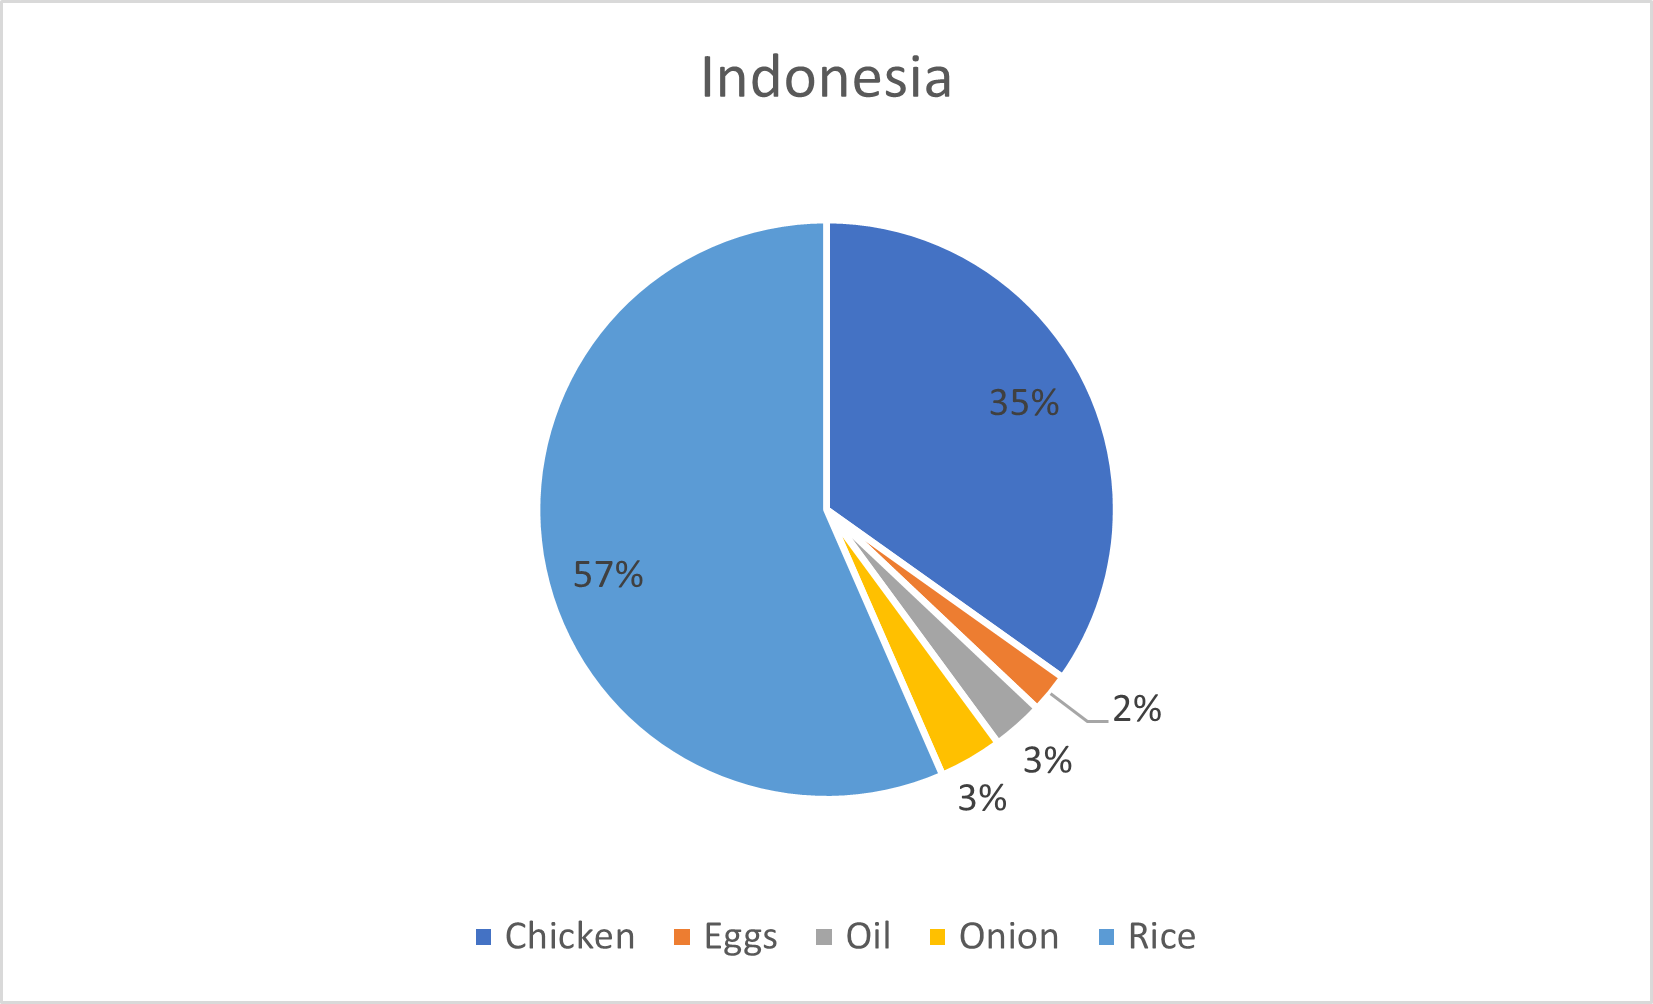 Indonesia
35%
57%
2%
3%
3%
Chicken Eggs Oil Onion Rice